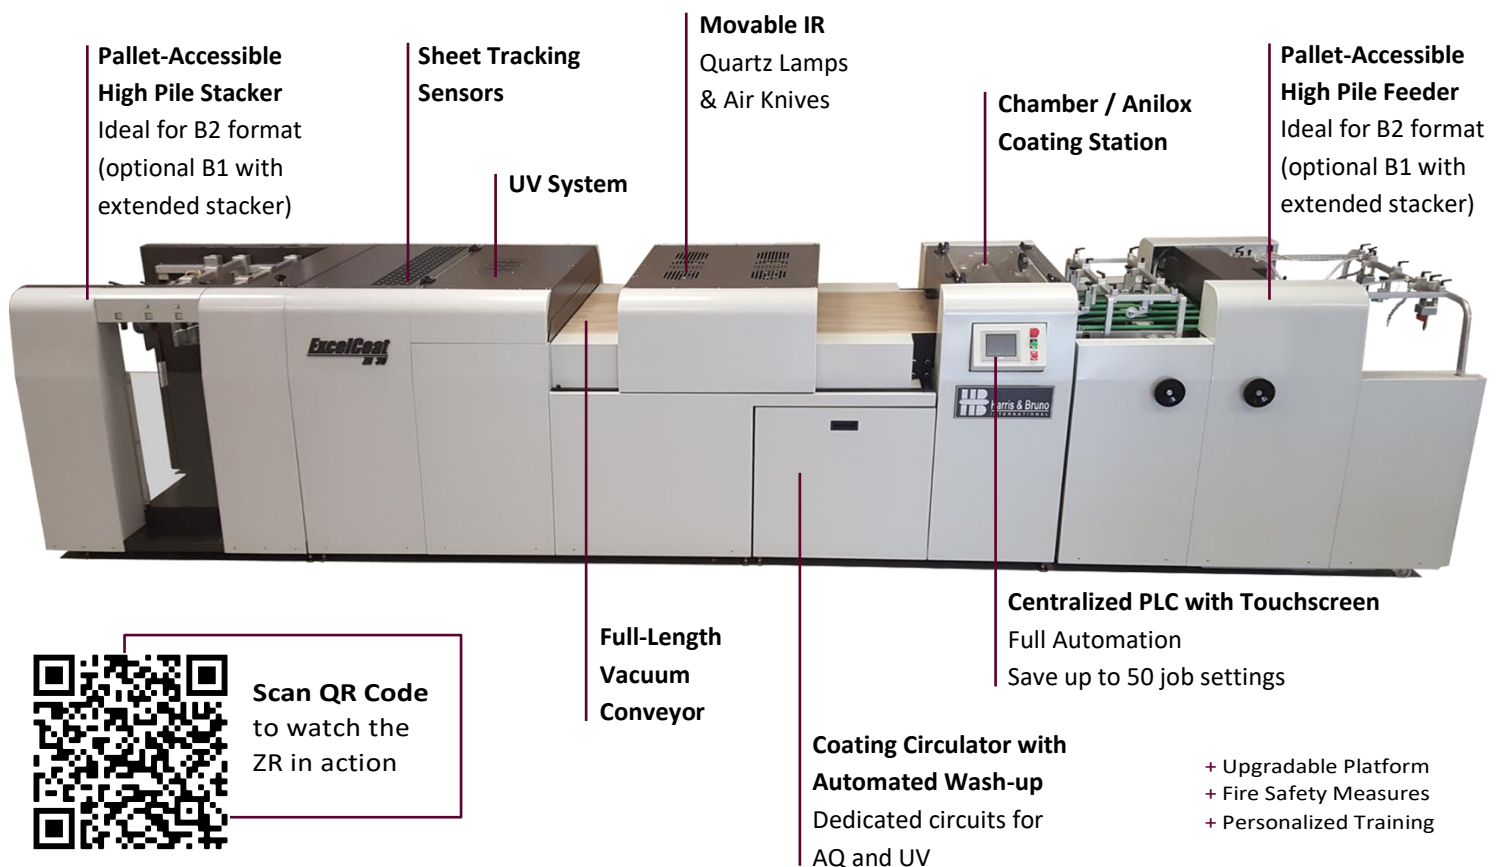 Pallet-Accessible
High Pile Stacker
Ideal for B2 format
(optional B1 with
extended stacker)
Sheet Tracking
Sensors
UV System
Movable IR
Quartz Lamps
& Air Knives
Chamber / Anilox
Coating Station
Pallet-Accessible
High Pile Feeder
Ideal for B2 format
(optional B1 with
extended stacker)
ExcelCoat
ZR 30
HB
Harris & Bruno
INTERNATIONAL
Scan QR Code
to watch the
ZR in action
Full-Length
Vacuum
Conveyor
Coating Circulator with
Automated Wash-up
Dedicated circuits for
AQ and UV
Centralized PLC with Touchscreen
Full Automation
Save up to 50 job settings
+ Upgradable Platform
+ Fire Safety Measures
+ Personalized Training